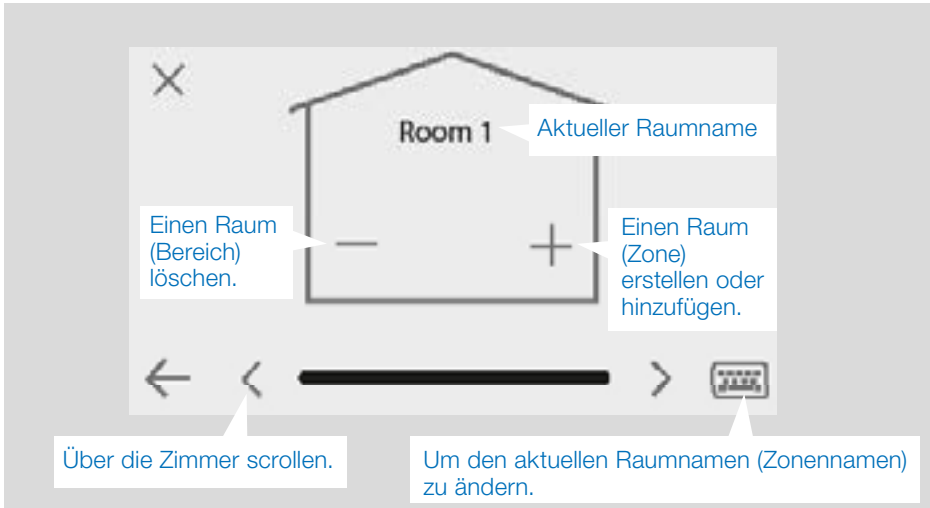 Room 1
Aktueller Raumname
Einen Raum
(Bereich)
löschen.
Einen Raum
(Zone)
erstellen oder
hinzufügen.
Über die Zimmer scrollen.
Um den aktuellen Raumnamen (Zonennamen)
zu ändern.